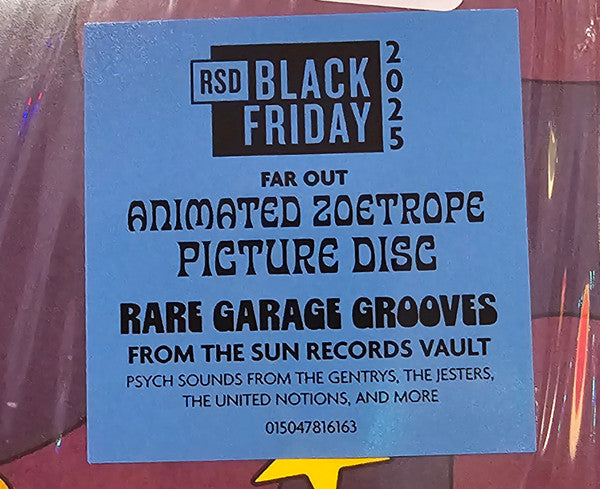 RSD BLACK FRIDAY 2025
FAR OUT
ANIMATED ZOETROPE
PICTURE DISC
RARE GARAGE GROOVES
FROM THE SUN RECORDS VAULT
PSYCH SOUNDS FROM THE GENTRYS, THE JESTERS,
THE UNITED NOTIONS, AND MORE
015047816163